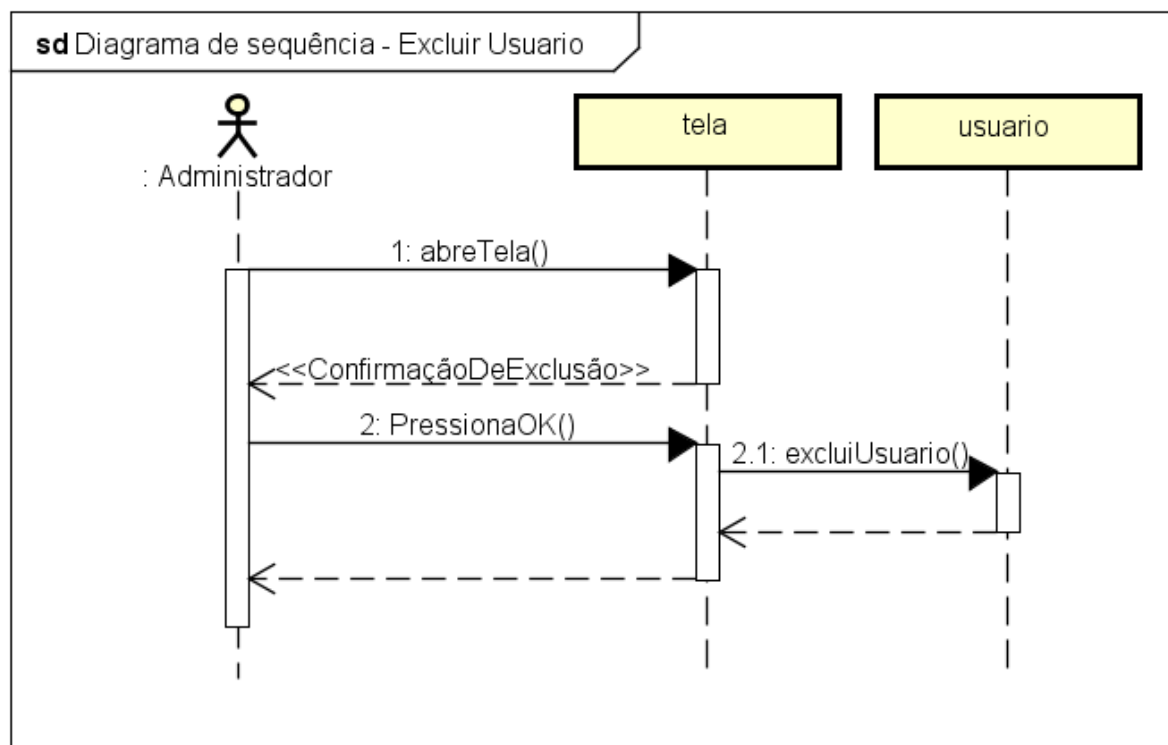 sd Diagrama de sequência - Excluir Usuario
: Administrador
tela
usuario
1: abreTela()
<<ConfirmaçãoDeExclusão>>
2: PressionaOK()
2.1: excluiUsuario()